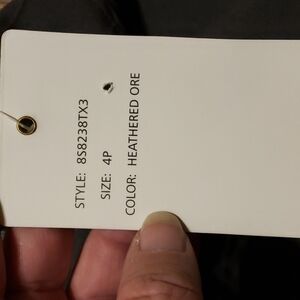 STYLE: 8S8238TX3
SIZE: 4P
COLOR: HEATHERED ORE